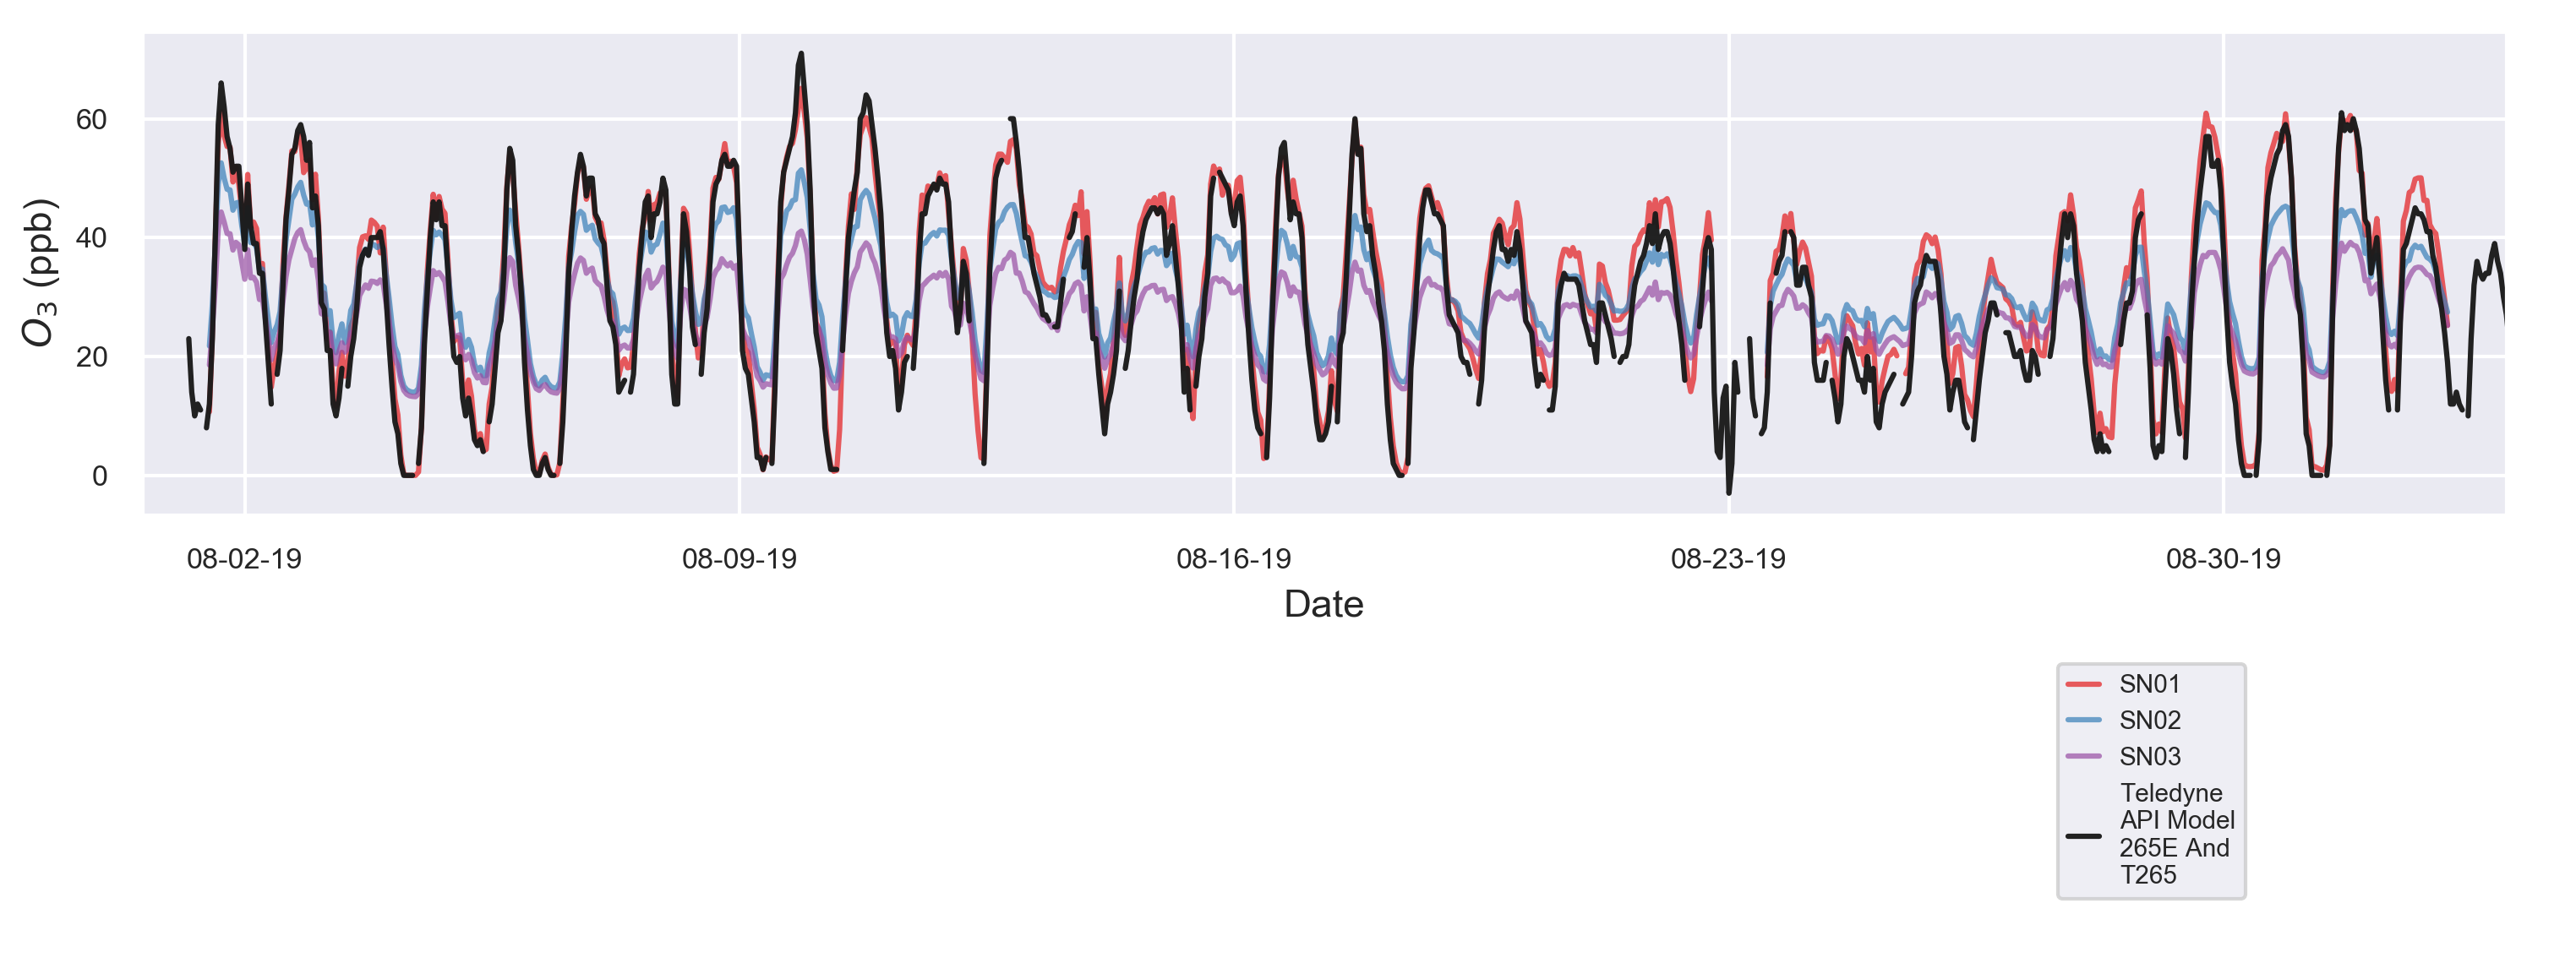 60
40
20
0
O₃ (ppb)
08-02-19
08-09-19
08-16-19
08-23-19
08-30-19
Date
SN01
SN02
SN03
Teledyne
API Model
265E And
T265